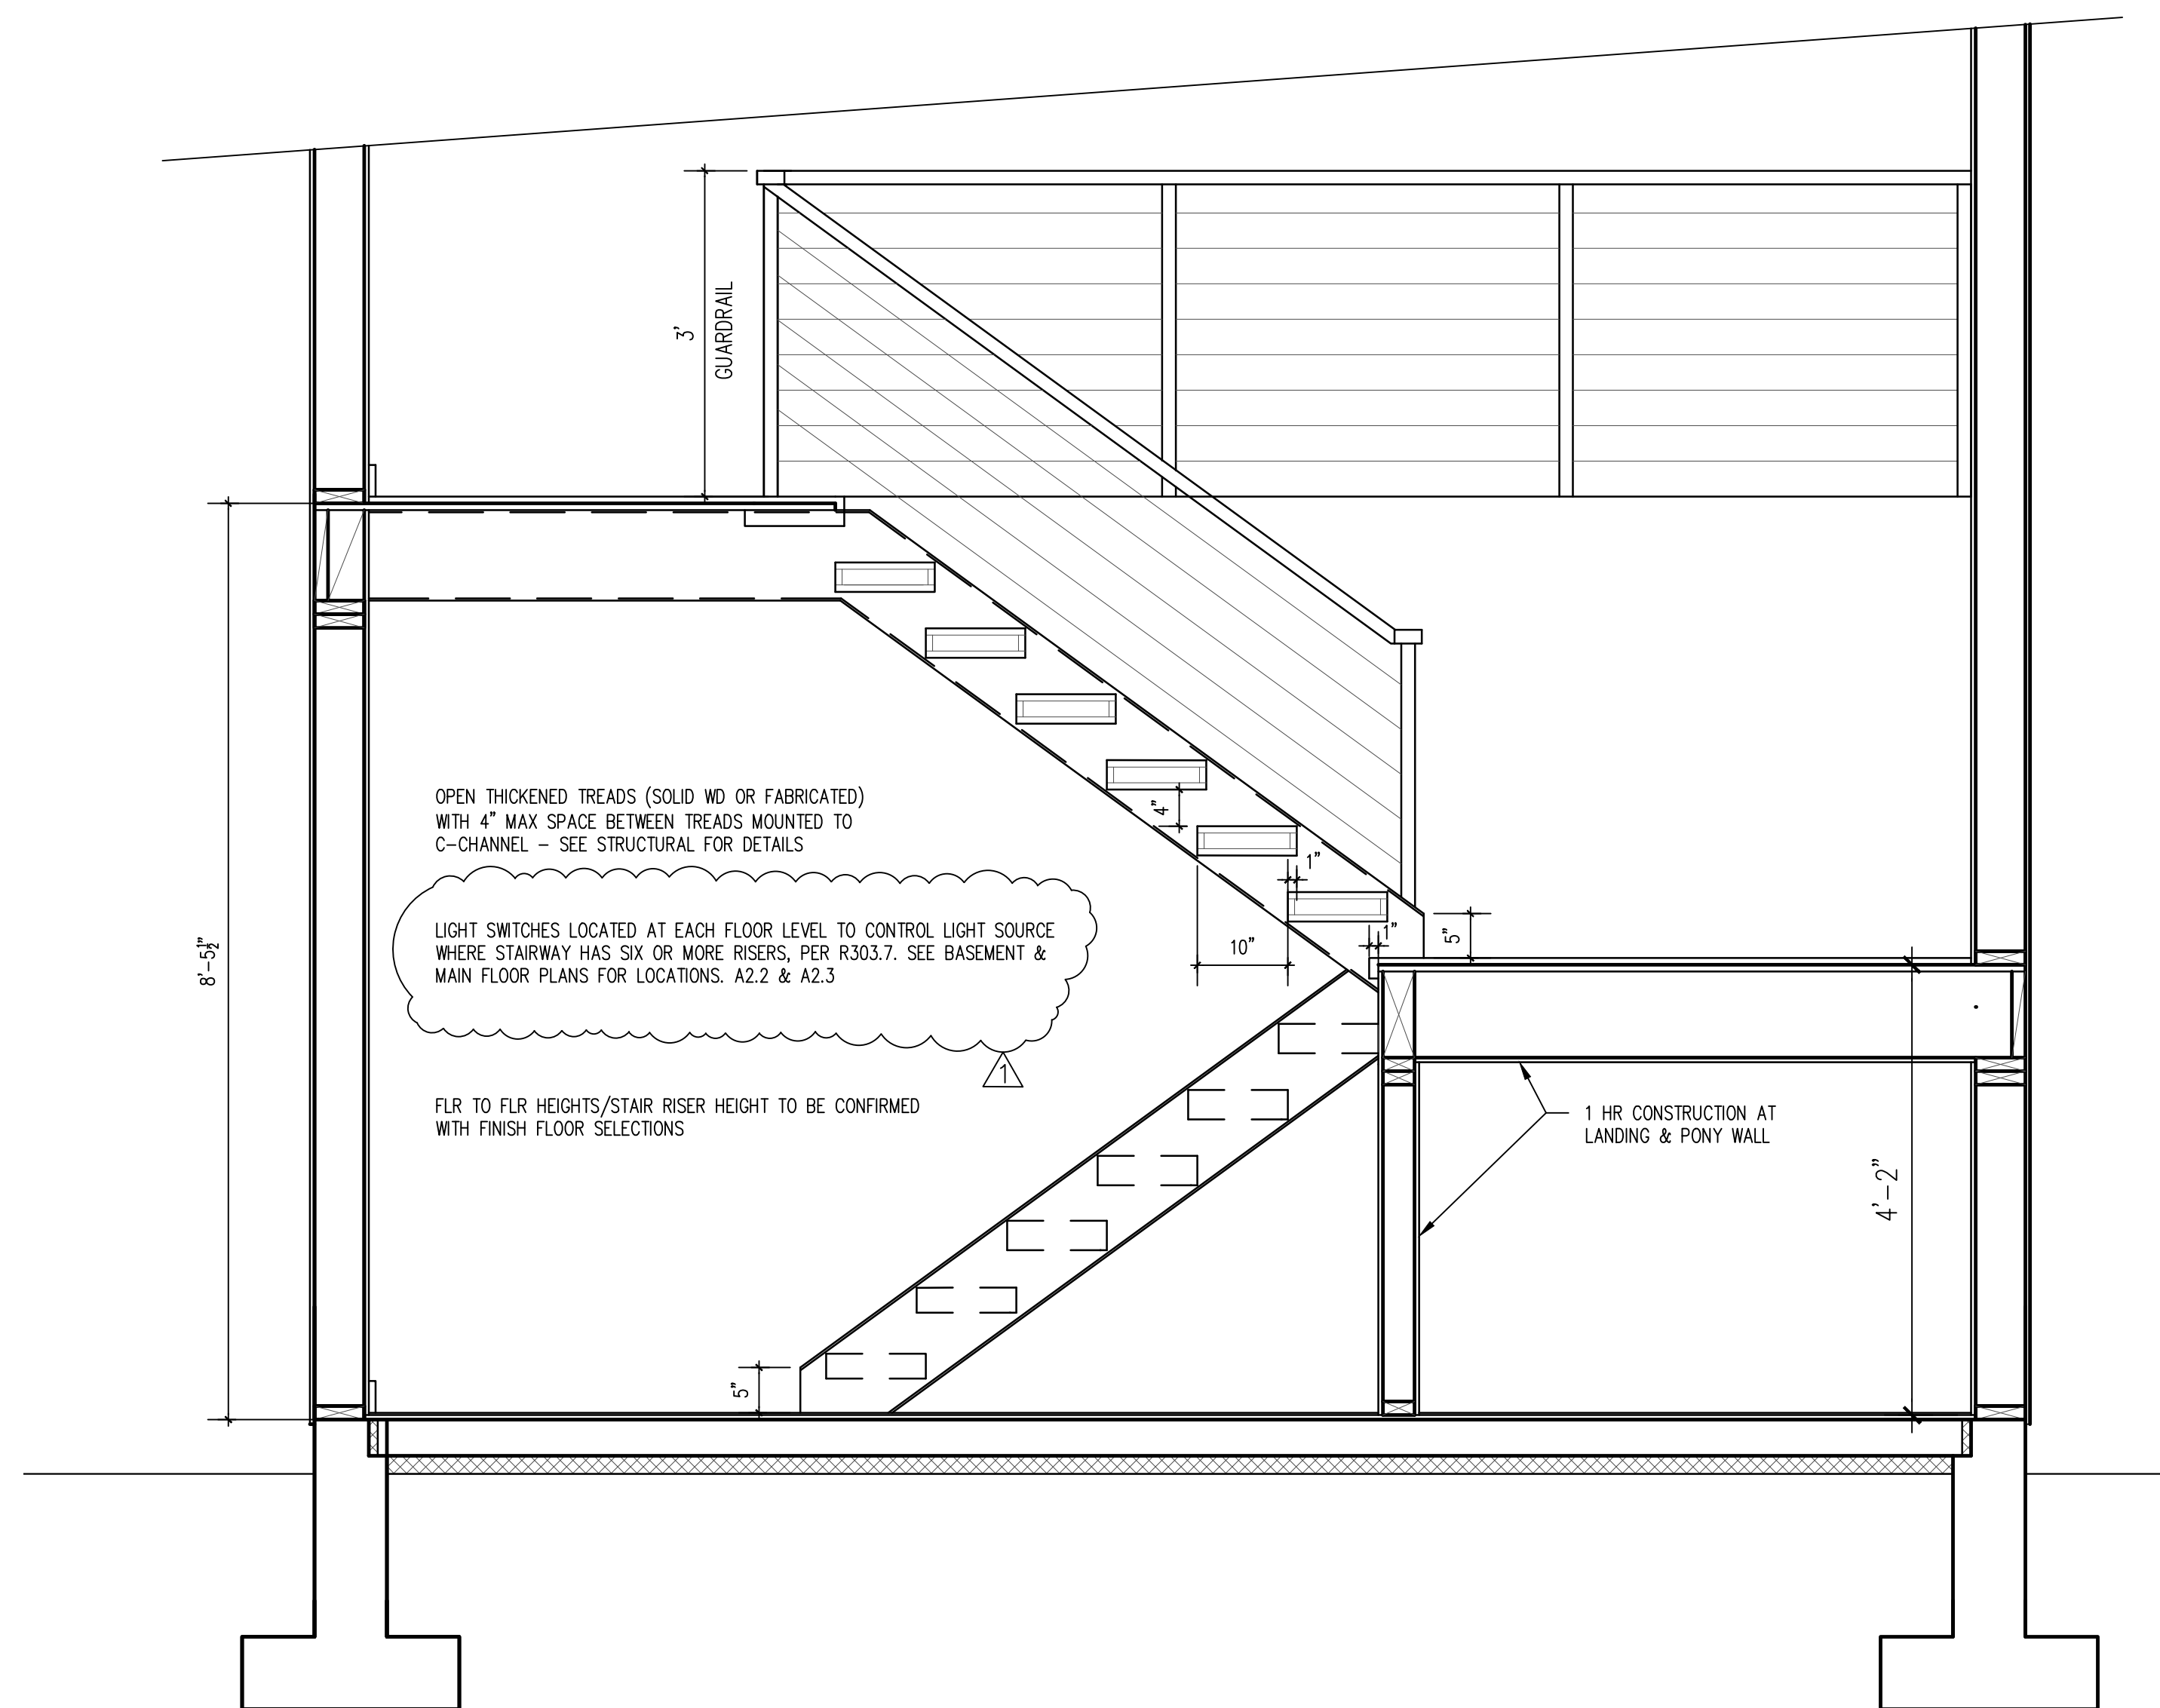 3'
GUARDRAIL
OPEN THICKENED TREADS (SOLID WD OR FABRICATED)
WITH 4" MAX SPACE BETWEEN TREADS MOUNTED TO
C-CHANNEL - SEE STRUCTURAL FOR DETAILS
4"
1"
LIGHT SWITCHES LOCATED AT EACH FLOOR LEVEL TO CONTROL LIGHT SOURCE
WHERE STAIRWAY HAS SIX OR MORE RISERS, PER R303.7. SEE BASEMENT &
MAIN FLOOR PLANS FOR LOCATIONS. A2.2 & A2.3
10"
1"
5"
8'-5½"
1
FLR TO FLR HEIGHTS/STAIR RISER HEIGHT TO BE CONFIRMED
WITH FINISH FLOOR SELECTIONS
1 HR CONSTRUCTION AT
LANDING & PONY WALL
4'-2"
5"